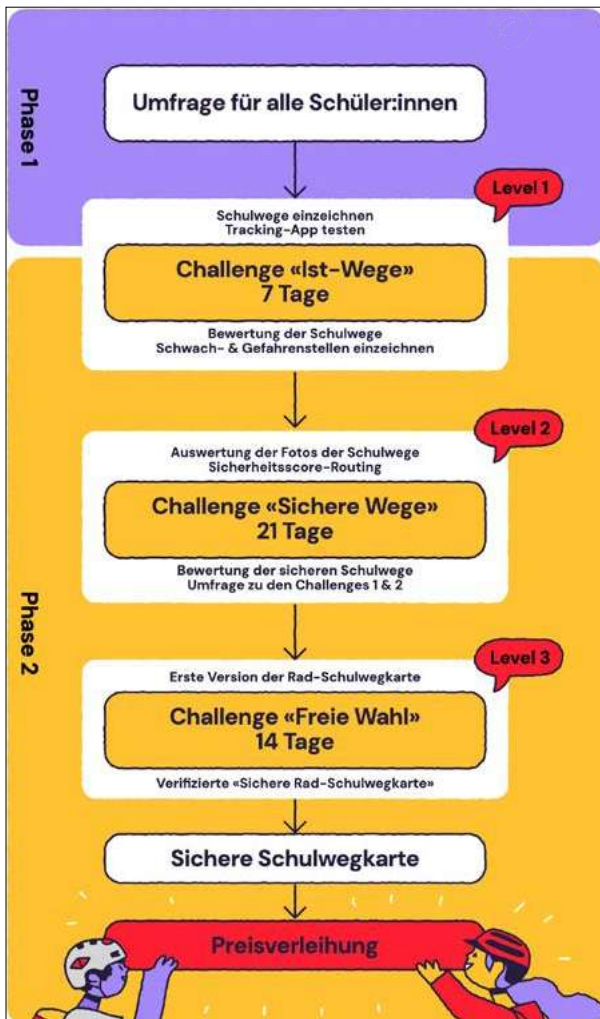 Phase 1
Umfrage für alle Schüler:innen
Level 1
Schulwege einzeichnen
Tracking-App testen
Challenge «Ist-Wege»
7 Tage
Bewertung der Schulwege
Schwach- & Gefahrenstellen einzeichnen
Phase 2
Level 2
Auswertung der Fotos der Schulwege
Sicherheitsscore-Routing
Challenge «Sichere Wege»
21 Tage
Bewertung der sicheren Schulwege
Umfrage zu den Challenges 1 & 2
Level 3
Erste Version der Rad-Schulwegkarte
Challenge «Freie Wahl»
14 Tage
Verifizierte «Sichere Rad-Schulwegkarte»
Sichere Schulwegkarte
Preisverleihung